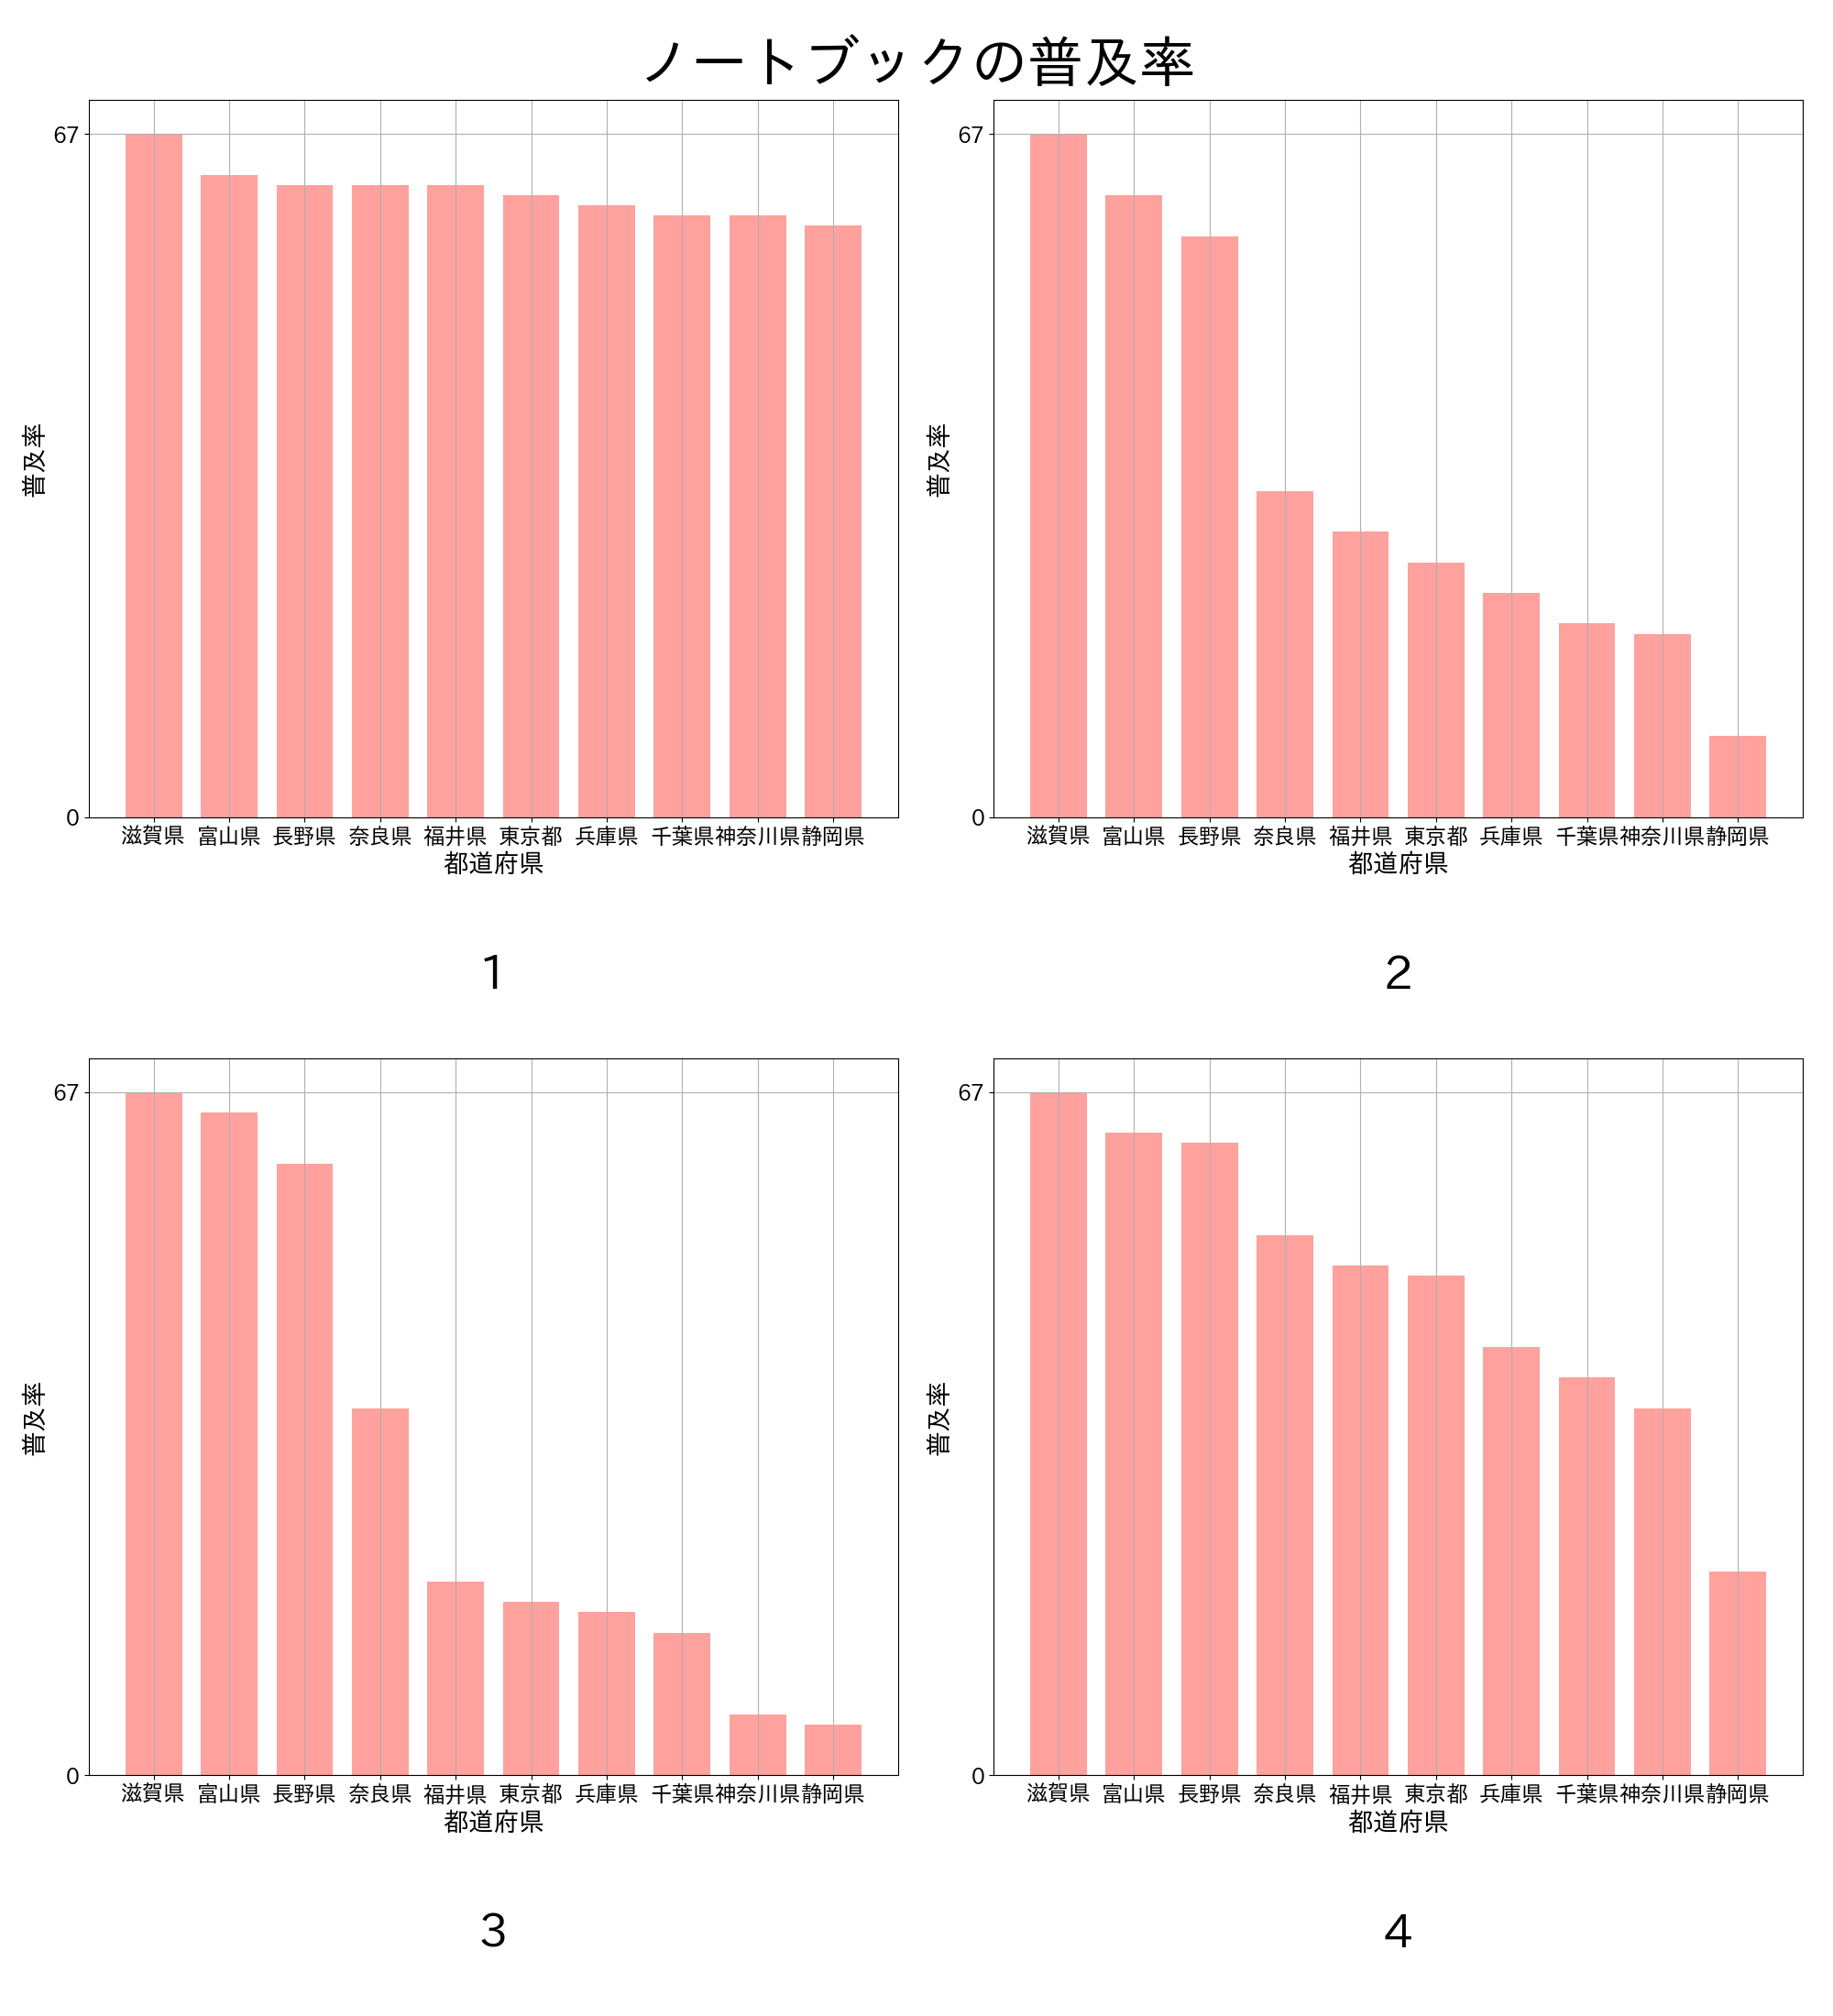 ノートブックの普及率
67
普及率
0
滋賀県 富山県 長野県 奈良県 福井県 東京都 兵庫県 千葉県 神奈川県 静岡県
都道府県
1
67
普及率
0
滋賀県 富山県 長野県 奈良県 福井県 東京都 兵庫県 千葉県 神奈川県 静岡県
都道府県
2
67
普及率
0
滋賀県 富山県 長野県 奈良県 福井県 東京都 兵庫県 千葉県 神奈川県 静岡県
都道府県
3
67
普及率
0
滋賀県 富山県 長野県 奈良県 福井県 東京都 兵庫県 千葉県 神奈川県 静岡県
都道府県
4